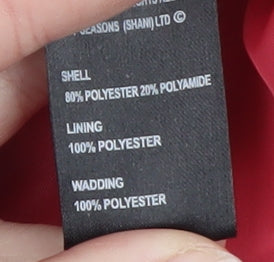 SEASONS (SHANI) LTD ©
SHELL
80% POLYESTER 20% POLYAMIDE
LINING
100% POLYESTER
WADDING
100% POLYESTER